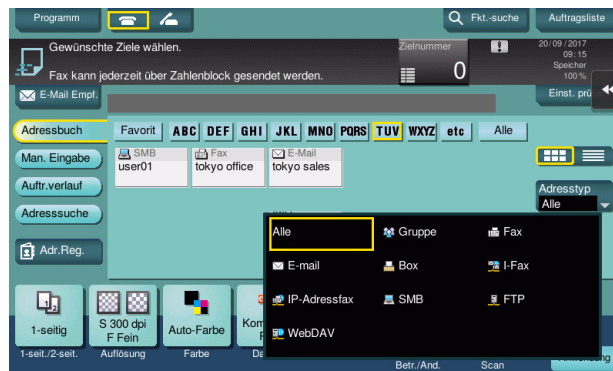 Programm
Fkt.-suche
Auftragsliste
Gewünschte Ziele wählen.
Fax kann jederzeit über Zahlenblock gesendet werden.
Zielnummer
0
20/09/2017
09:15
Speicher
100%
E-Mail Empf.
Einst. prü
Adressbuch
Favorit ABC DEF GHI JKL MNO PQRS TUV WXYZ etc Alle
Man. Eingabe
SMB
user01
Fax
tokyo office
E-Mail
tokyo sales
Auftr.verlauf
Adresstyp
Alle
Adresssuche
Adr.Reg.
Alle
Gruppe
Fax
E-mail
Box
I-Fax
IP-Adressfax
SMB
FTP
WebDAV
1-seitig
S 300 dpi
F Fein
Auto-Farbe
Kom
1-seit./2-seit.
Auflösung
Farbe
Da
Betr./And.
Scan